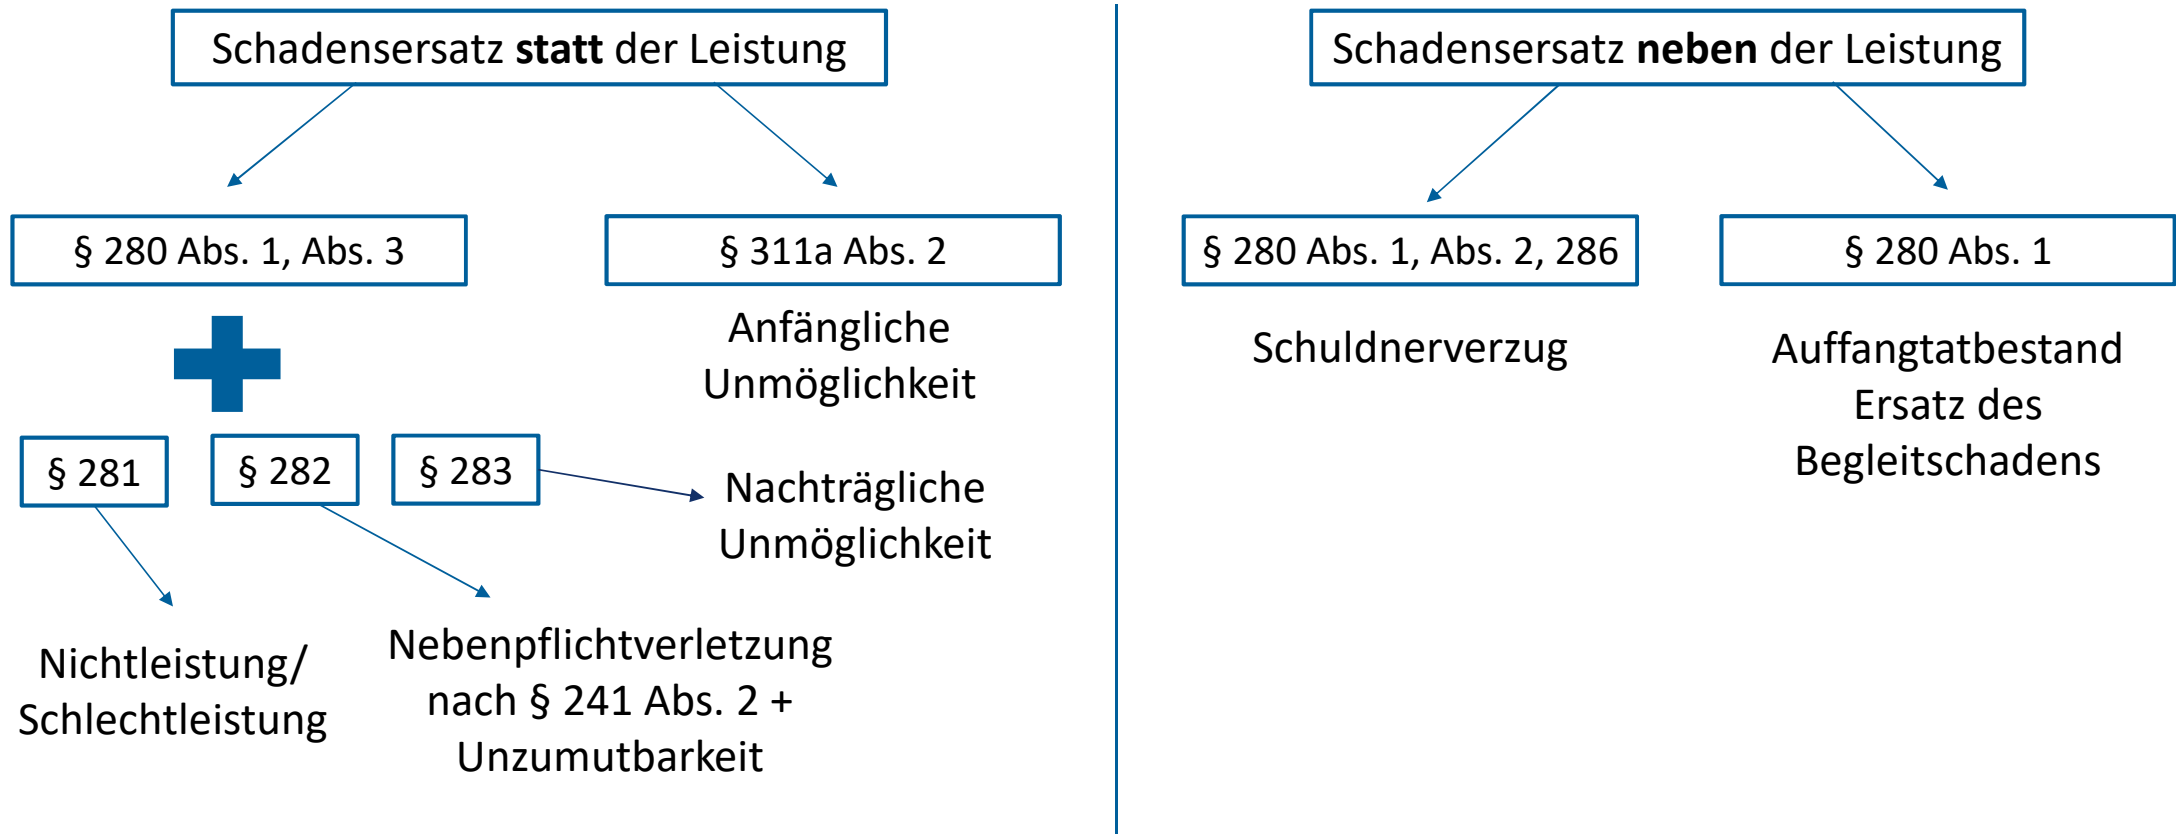 Schadensersatz statt der Leistung
§ 280 Abs. 1, Abs. 3
§ 311a Abs. 2
Anfängliche
Unmöglichkeit
§ 281
§ 282
§ 283
Nachträgliche
Unmöglichkeit
Nichtleistung/
Schlechtleistung
Nebenpflichtverletzung
nach § 241 Abs. 2 +
Unzumutbarkeit
Schadensersatz neben der Leistung
§ 280 Abs. 1, Abs. 2, 286
Schuldnerverzug
§ 280 Abs. 1
Auffangtatbestand
Ersatz des
Begleitschadens